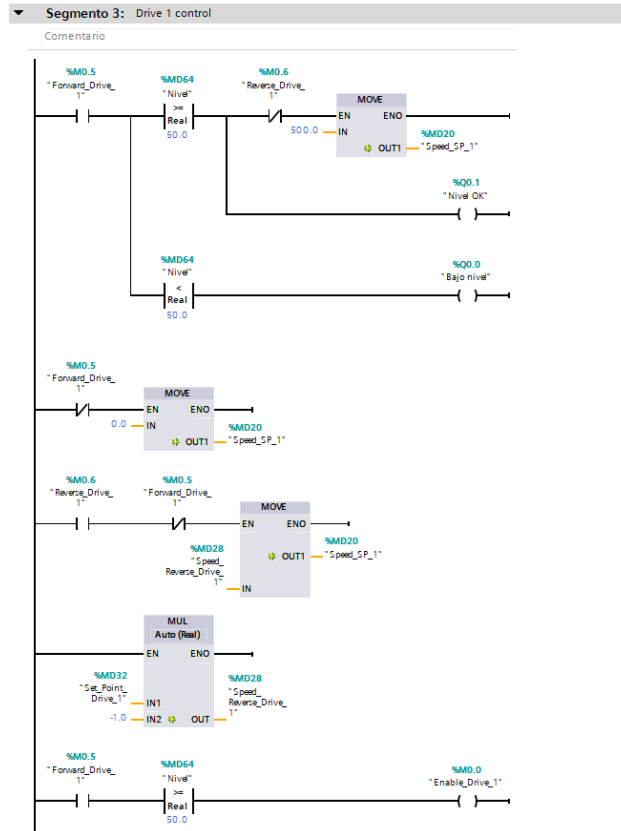 Segmento 3: Drive 1 control
Comentario
%M0.5
"Forward_Drive_
1"
%MD64
"Nivel"
>=
Real
50.0
%M0.6
"Reverse_Drive_
1"
MOVE
EN ENO
500.0 IN
OUT1
%MD20
"Speed_SP_1"
%Q0.1
"Nivel OK"
%MD64
"Nivel"
<
Real
50.0
%Q0.0
"Bajo nivel"
%M0.5
"Forward_Drive_
1"
MOVE
EN ENO
0.0 IN
OUT1
%MD20
"Speed_SP_1"
%M0.6
"Reverse_Drive_
1"
%M0.5
"Forward_Drive_
1"
MOVE
EN ENO
OUT1
%MD20
"Speed_SP_1"
%MD28
"Speed_
Reverse_Drive_
1"
IN
MUL
Auto (Real)
EN ENO
%MD32
"Set_Point_
Drive_1"
IN1
-1.0 IN2
OUT
%MD28
"Speed_
Reverse_Drive_
1"
%M0.5
"Forward_Drive_
1"
%MD64
"Nivel"
>=
Real
50.0
%M0.0
"Enable_Drive_1"